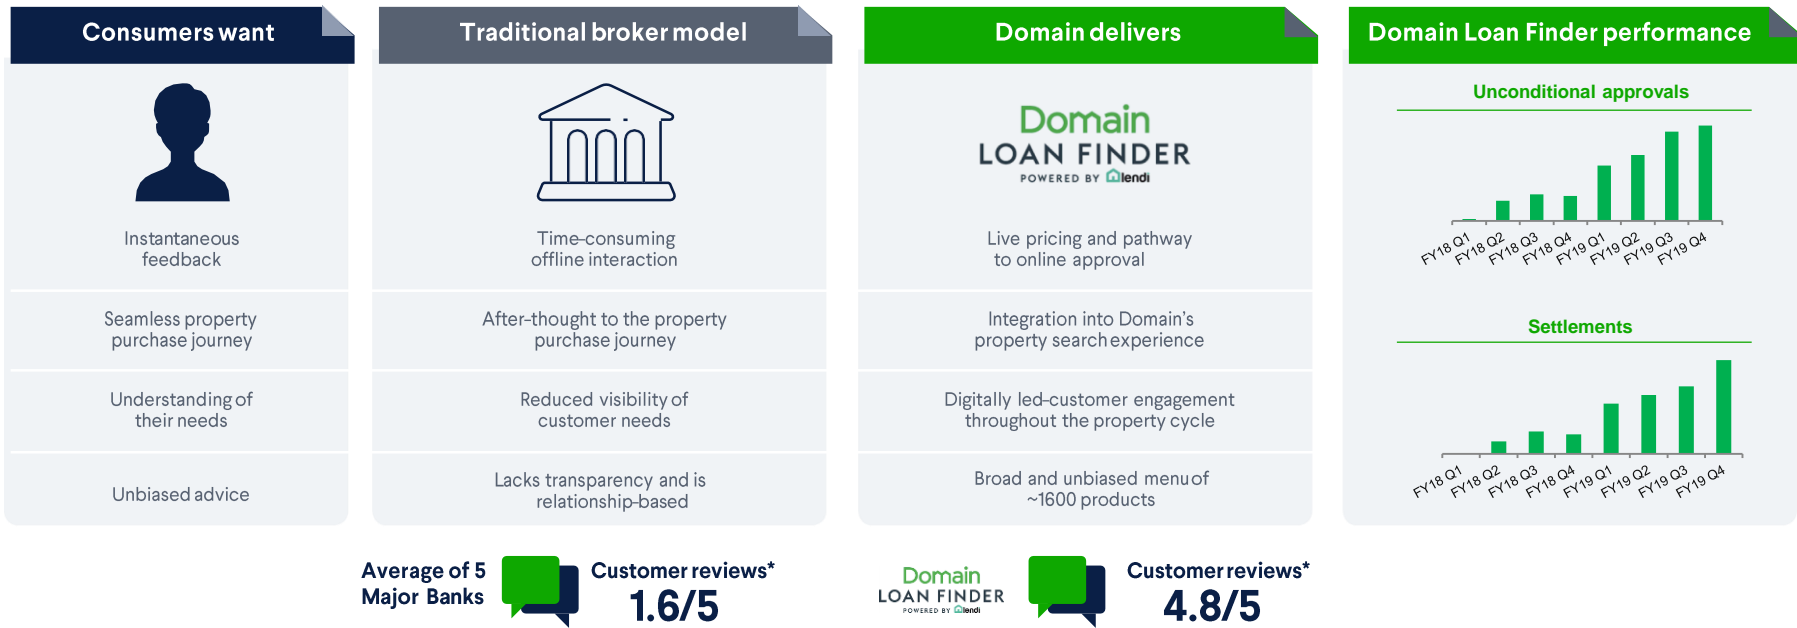 Consumers want
Instantaneous
feedback
Seamless property
purchase journey
Understanding of
their needs
Unbiased advice
Traditional broker model
Time-consuming
offline interaction
After-thought to the property
purchase journey
Reduced visibility of
customer needs
Lacks transparency and is
relationship-based
Domain delivers
Domain
LOAN FINDER
POWERED BY lendi
Live pricing and pathway
to online approval
Integration into Domain's
property search experience
Digitally led-customer engagement
throughout the property cycle
Broad and unbiased menu of
~1600 products
Domain Loan Finder performance
Unconditional approvals
FY18 Q1
FY18 Q2
FY18 Q3
FY18 Q4
FY19 Q1
FY19 Q2
FY19 Q3
FY19 Q4
Settlements
FY18 Q1
FY18 Q2
FY18 Q3
FY18 Q4
FY19 Q1
FY19 Q2
FY19 Q3
FY19 Q4
Average of 5
Major Banks
Customer reviews*
1.6/5
Domain
LOAN FINDER
POWERED BY lendi
Customer reviews*
4.8/5